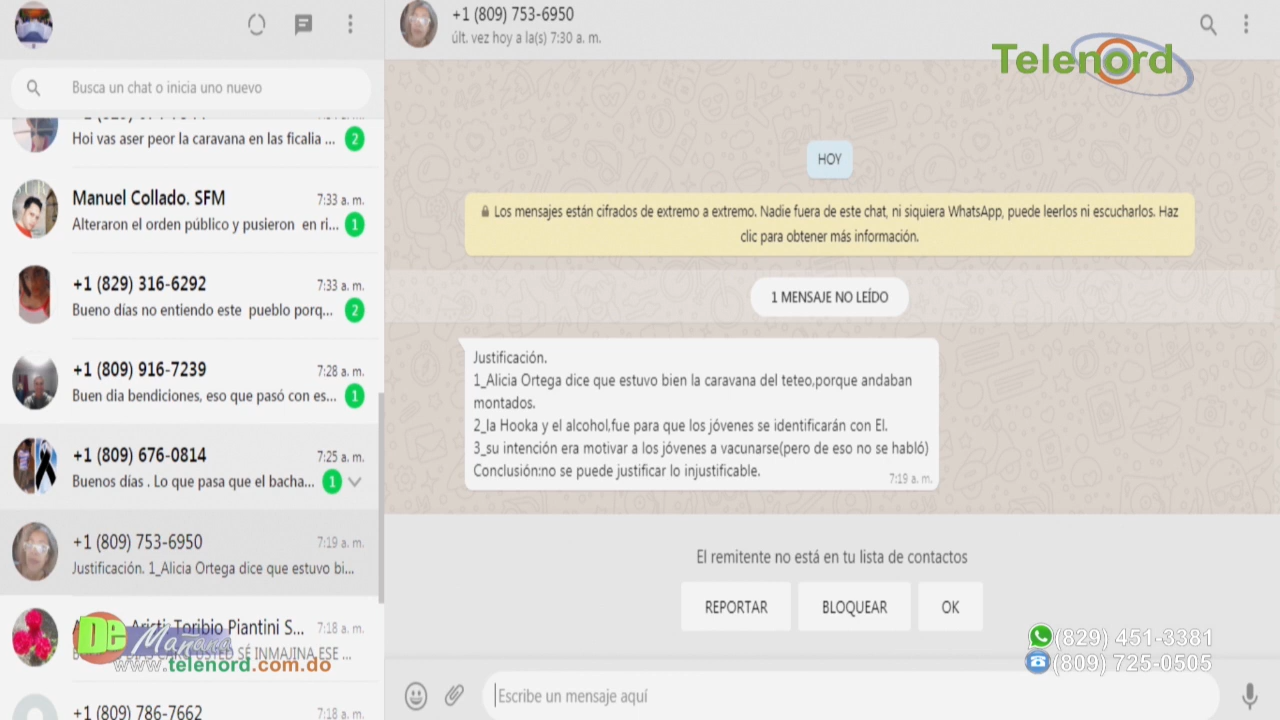 Busca un chat o inicia uno nuevo
Hoi vas aser peor la caravana en las ficalia ...
2
Manuel Collado. SFM
7:33 a. m.
Alteraron el orden público y pusieron en ri...
1
+1 (829) 316-6292
7:33 a. m.
Bueno días no entiendo este pueblo porq...
2
+1 (809) 916-7239
7:28 a. m.
Buen dia bendiciones, eso que pasó con es...
1
+1 (809) 676-0814
7:25 a. m.
Buenos días . Lo que pasa que el bacha...
1
+1 (809) 753-6950
7:19 a. m.
Justificación. 1_Alicia Ortega dice que estuvo bi...
Toribio Piantini S...
7:18 a. m.
USTED SÉ INMAJINA,ESE ...
De Mañana
www.telenord.com.do
+1 (809) 786-7662
7:18 a. m.
+1 (809) 753-6950
últ. vez hoy a la(s) 7:30 a. m.
Telenord
HOY
Los mensajes están cifrados de extremo a extremo. Nadie fuera de este chat, ni siquiera WhatsApp, puede leerlos ni escucharlos. Haz
clic para obtener más información.
1 MENSAJE NO LEÍDO
Justificación.
1_Alicia Ortega dice que estuvo bien la caravana del teteo,porque andaban
montados.
2_la Hooka y el alcohol,fue para que los jóvenes se identificarán con El.
3_su intención era motivar a los jóvenes a vacunarse(pero de eso no se habló)
Conclusión:no se puede justificar lo injustificable.
7:19 a. m.
El remitente no está en tu lista de contactos
REPORTAR
BLOQUEAR
OK
(829) 451-3381
(809) 725-0505
Escribe un mensaje aquí